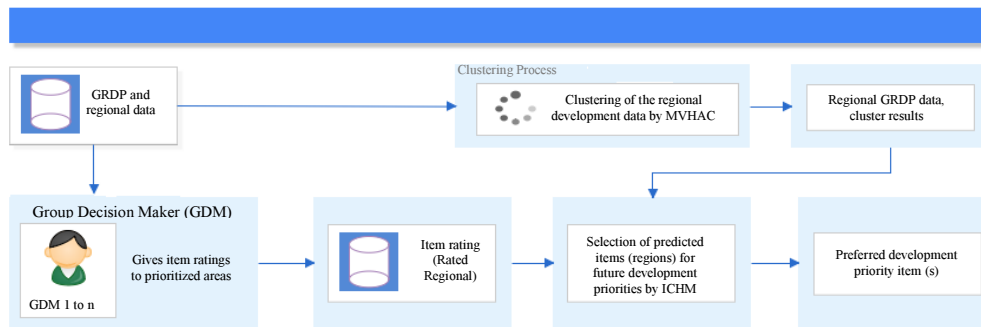 Clustering Process
GRDP and
regional data
Clustering of the regional
development data by MVHAC
Regional GRDP data,
cluster results
Group Decision Maker (GDM)
GDM 1 to n
Gives item ratings
to prioritized areas
Item rating
(Rated
Regional)
Selection of predicted
items (regions) for
future development
priorities by ICHM
Preferred development
priority item (s)